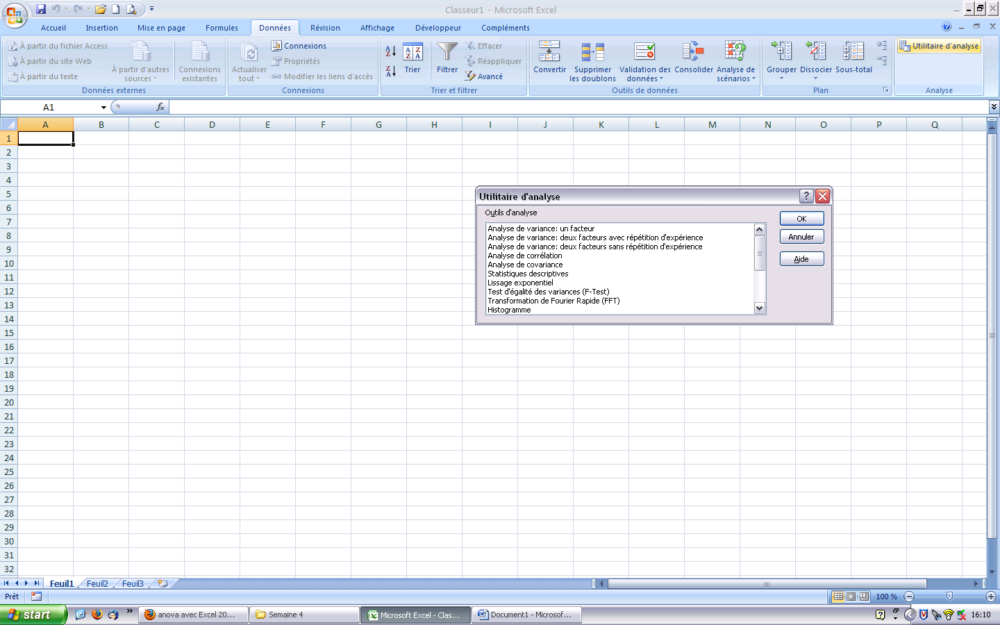 Classeur1 - Microsoft Excel
Accueil Insertion Mise en page Formules Données Révision Affichage Développeur Compléments
À partir du fichier Access
À partir du site Web
À partir du texte
À partir d'autres sources
Connexions existantes
Données externes
Actualiser tout
Connexions
Propriétés
Modifier les liens d'accès
Connexions
A Z
Z A
A Z Z A
Trier
Filtrer
Effacer
Réappliquer
Avancé
Trier et filtrer
Convertir
Supprimer les doublons
Validation des données
Consolider
Analyse de scénarios
Outils de données
Grouper
Dissocier
Sous-total
Plan
Utilitaire d'analyse
Analyse
A1
fx
A B C D E F G H I J K L M N O P Q
1
2
3
4
5
6
7
8
9
10
11
12
13
14
15
16
17
18
19
20
21
22
23
24
25
26
27
28
29
30
31
32
Utilitaire d'analyse
?
Outils d'analyse
Analyse de variance: un facteur
Analyse de variance: deux facteurs avec répétition d'expérience
Analyse de variance: deux facteurs sans répétition d'expérience
Analyse de corrélation
Analyse de covariance
Statistiques descriptives
Lissage exponentiel
Test d'égalité des variances (F-Test)
Transformation de Fourier Rapide (FFT)
Histogramme
OK
Annuler
Aide
Feuil1 Feuil2 Feuil3
Prêt
100 %
start
anova avec Excel 20...
Semaine 4
Microsoft Excel - Clas...
Document1 - Microsof...
16:10